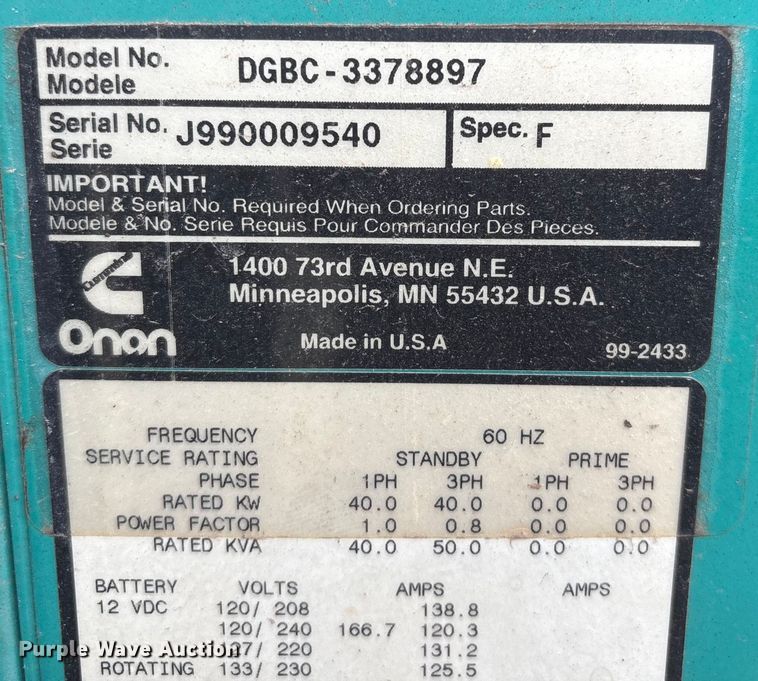 Model No. DGBC-3378897
Modele
Serial No. J990009540 Spec. F
Serie
IMPORTANT!
Model & Serial No. Required When Ordering Parts.
Modele & No. Serie Requis Pour Commander Des Pieces.
Cummins
Onan
1400 73rd Avenue N.E.
Minneapolis, MN 55432 U.S.A.
Made in U.S.A
99-2433
FREQUENCY 60 HZ
SERVICE RATING STANDBY PRIME
PHASE 1PH 3PH 1PH 3PH
RATED KW 40.0 40.0 0.0 0.0
POWER FACTOR 1.0 0.8 0.0 0.0
RATED KVA 40.0 50.0 0.0 0.0
BATTERY VOLTS AMPS AMPS
12 VDC 120/ 208 138.8
120/ 240 166.7 120.3
7/ 220 131.2
ROTATING 133/ 230 125.5
Purple Wave Auction